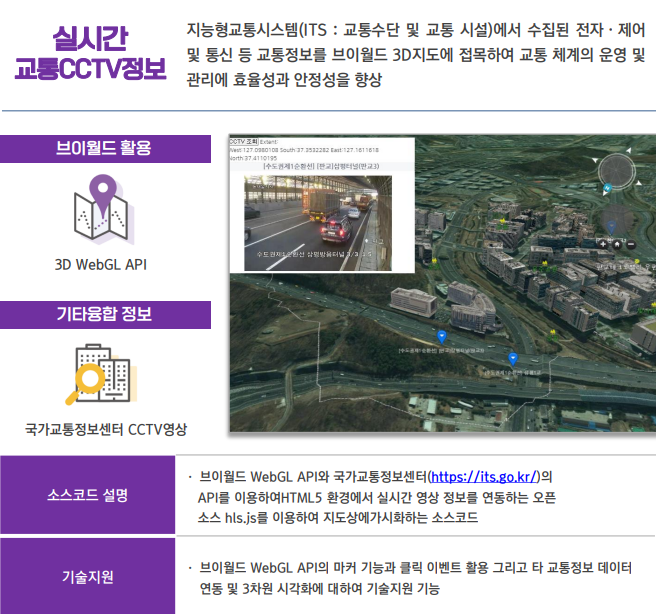 실시간
교통CCTV정보
지능형교통시스템(ITS : 교통수단 및 교통 시설)에서 수집된 전자 · 제어
및 통신 등 교통정보를 브이월드 3D지도에 접목하여 교통 체계의 운영 및
관리에 효율성과 안정성을 향상
브이월드 활용
3D WebGL API
기타융합 정보
국가교통정보센터 CCTV영상
CCTV 조회 Extent:
West:127.0980108 South:37.3532282 East:127.1611618
North:37.4110195
[수도권제1순환선] [판교]삼평터널(판교3)
수도권제1순환선 삼평방음터널
소스코드 설명
· 브이월드 WebGL API와 국가교통정보센터(https://its.go.kr/)의
API를 이용하여HTML5 환경에서 실시간 영상 정보를 연동하는 오픈
소스 hls.js를 이용하여 지도상에가시화하는 소스코드
기술지원
· 브이월드 WebGL API의 마커 기능과 클릭 이벤트 활용 그리고 타 교통정보 데이터
연동 및 3차원 시각화에 대하여 기술지원 기능